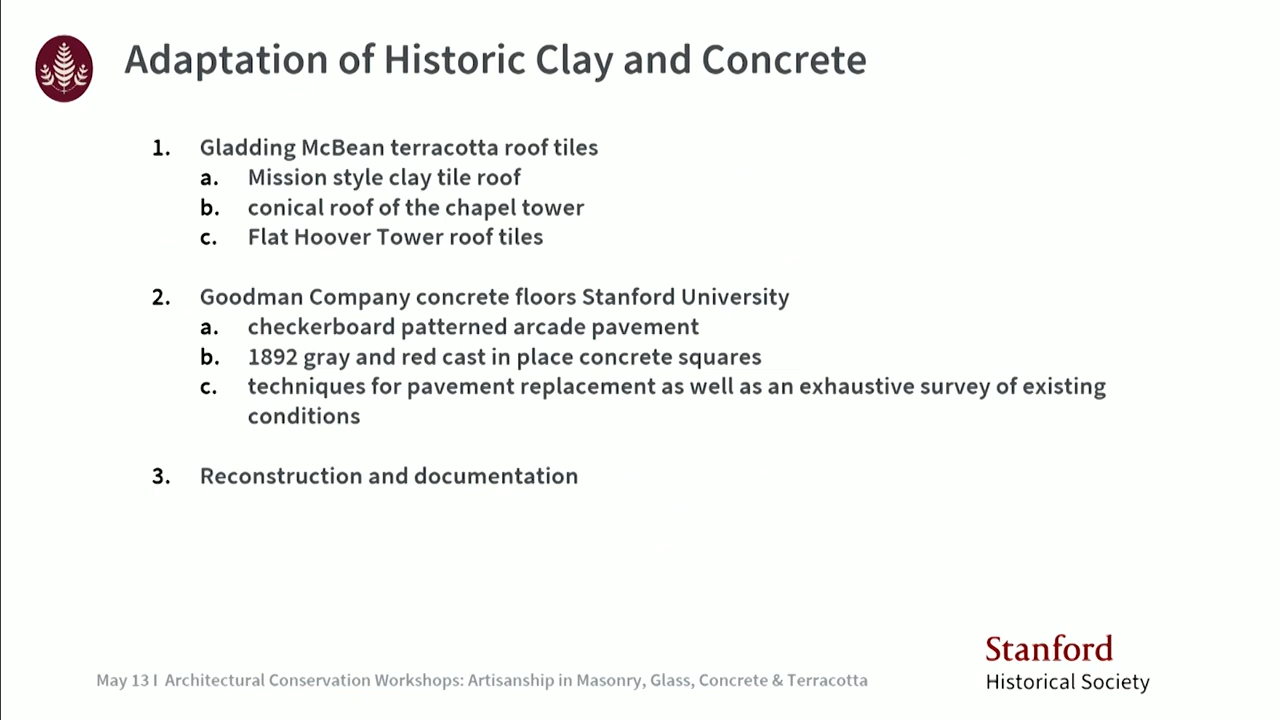 Adaptation of Historic Clay and Concrete
1. Gladding McBean terracotta roof tiles
a. Mission style clay tile roof
b. conical roof of the chapel tower
c. Flat Hoover Tower roof tiles
2. Goodman Company concrete floors Stanford University
a. checkerboard patterned arcade pavement
b. 1892 gray and red cast in place concrete squares
c. techniques for pavement replacement as well as an exhaustive survey of existing
conditions
3. Reconstruction and documentation
Stanford
Historical Society
May 13 I Architectural Conservation Workshops: Artisanship in Masonry, Glass, Concrete & Terracotta